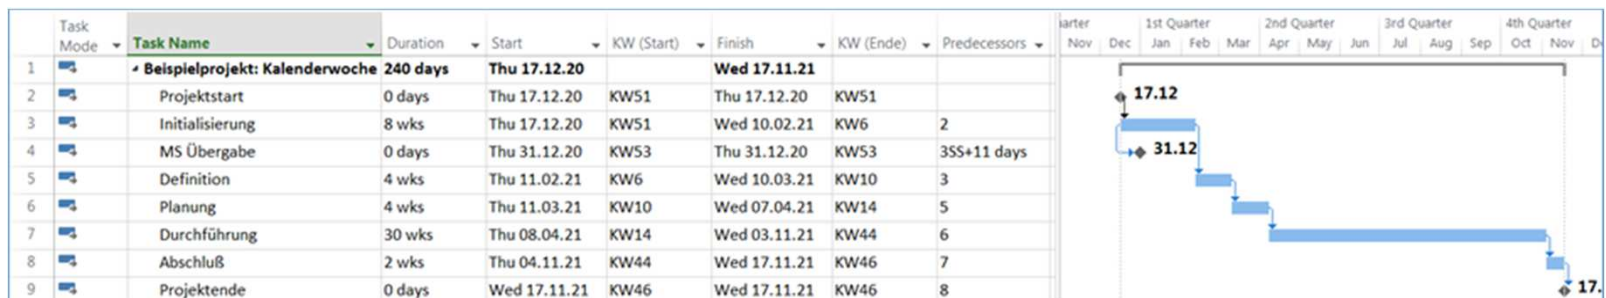 Task Mode Task Name Duration Start KW (Start) Finish KW (Ende) Predecessors
1 Beispielprojekt: Kalenderwoche 240 days Thu 17.12.20 Wed 17.11.21
2 Projektstart 0 days Thu 17.12.20 KW51 Thu 17.12.20 KW51
3 Initialisierung 8 wks Thu 17.12.20 KW51 Wed 10.02.21 KW6 2
4 MS Übergabe 0 days Thu 31.12.20 KW53 Thu 31.12.20 KW53 3SS+11 days
5 Definition 4 wks Thu 11.02.21 KW6 Wed 10.03.21 KW10 3
6 Planung 4 wks Thu 11.03.21 KW10 Wed 07.04.21 KW14 5
7 Durchführung 30 wks Thu 08.04.21 KW14 Wed 03.11.21 KW44 6
8 Abschluß 2 wks Thu 04.11.21 KW44 Wed 17.11.21 KW46 7
9 Projektende 0 days Wed 17.11.21 KW46 Wed 17.11.21 KW46 8
arter 1st Quarter 2nd Quarter 3rd Quarter 4th Quarter
Nov Dec Jan Feb Mar Apr May Jun Jul Aug Sep Oct Nov D
17.12
31.12
17.